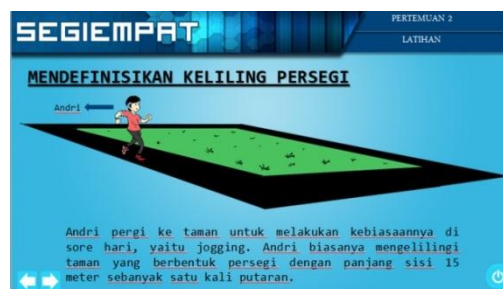 SEGIEMPAT
PERTEMUAN 2
LATIHAN
MENDEFINISIKAN KELILING PERSEGI
Andri
Andri pergi ke taman untuk melakukan kebiasaannya di
sore hari, yaitu jogging. Andri biasanya mengelilingi
taman yang berbentuk persegi dengan panjang sisi 15
meter sebanyak satu kali putaran.